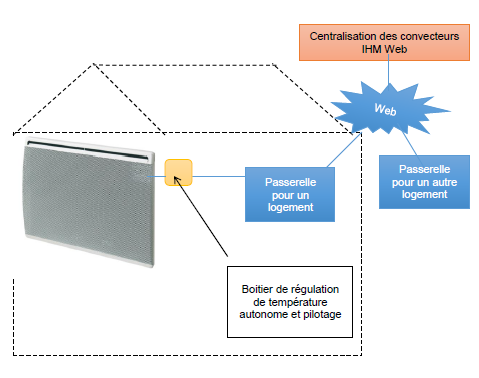 Centralisation des convecteurs
IHM Web
Web
Passerelle
pour un
logement
Passerelle
pour un autre
logement
Boitier de régulation
de température
autonome et pilotage